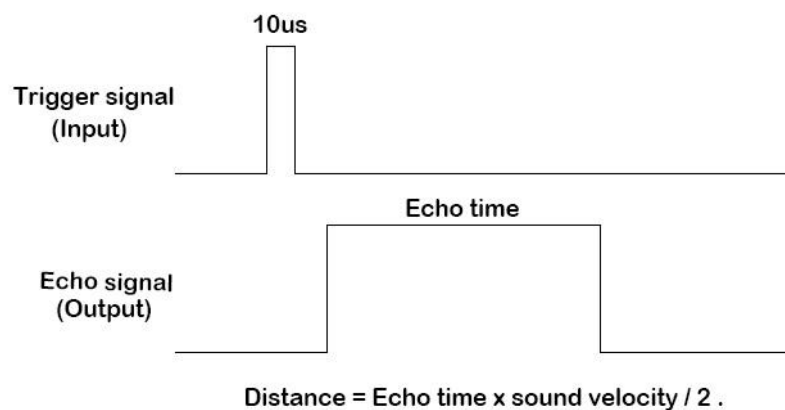 10us
Trigger signal
(Input)
Echo time
Echo signal
(Output)
Distance = Echo time x sound velocity / 2 .